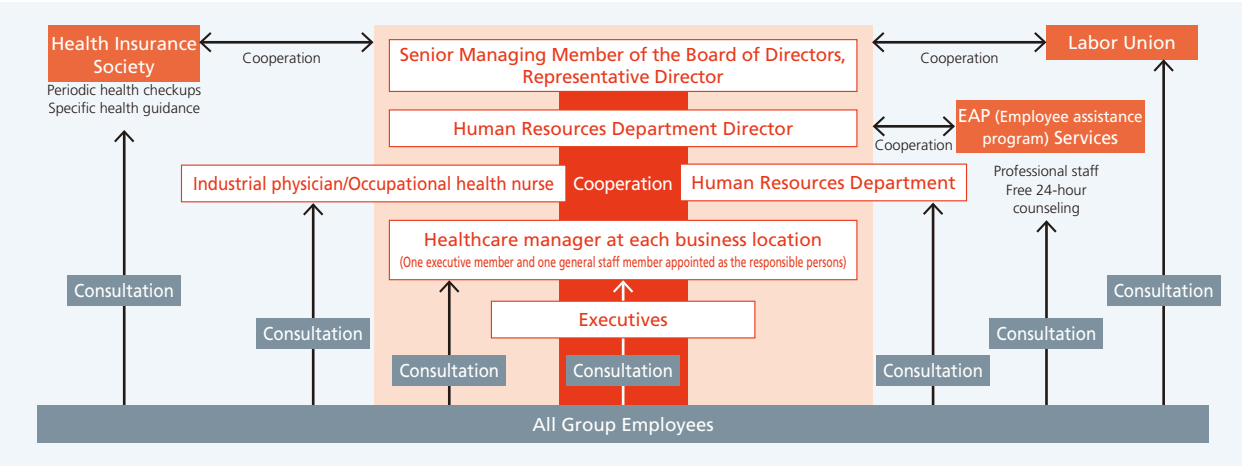 Health Insurance
Society
Periodic health checkups
Specific health guidance
Cooperation
Senior Managing Member of the Board of Directors,
Representative Director
Cooperation
Labor Union
Human Resources Department Director
Cooperation
EAP (Employee assistance
program) Services
Professional staff
Free 24-hour
counseling
Industrial physician/Occupational health nurse
Cooperation
Human Resources Department
Healthcare manager at each business location
(One executive member and one general staff member appointed as the responsible persons)
Executives
Consultation
Consultation
Consultation
Consultation
Consultation
Consultation
Consultation
All Group Employees